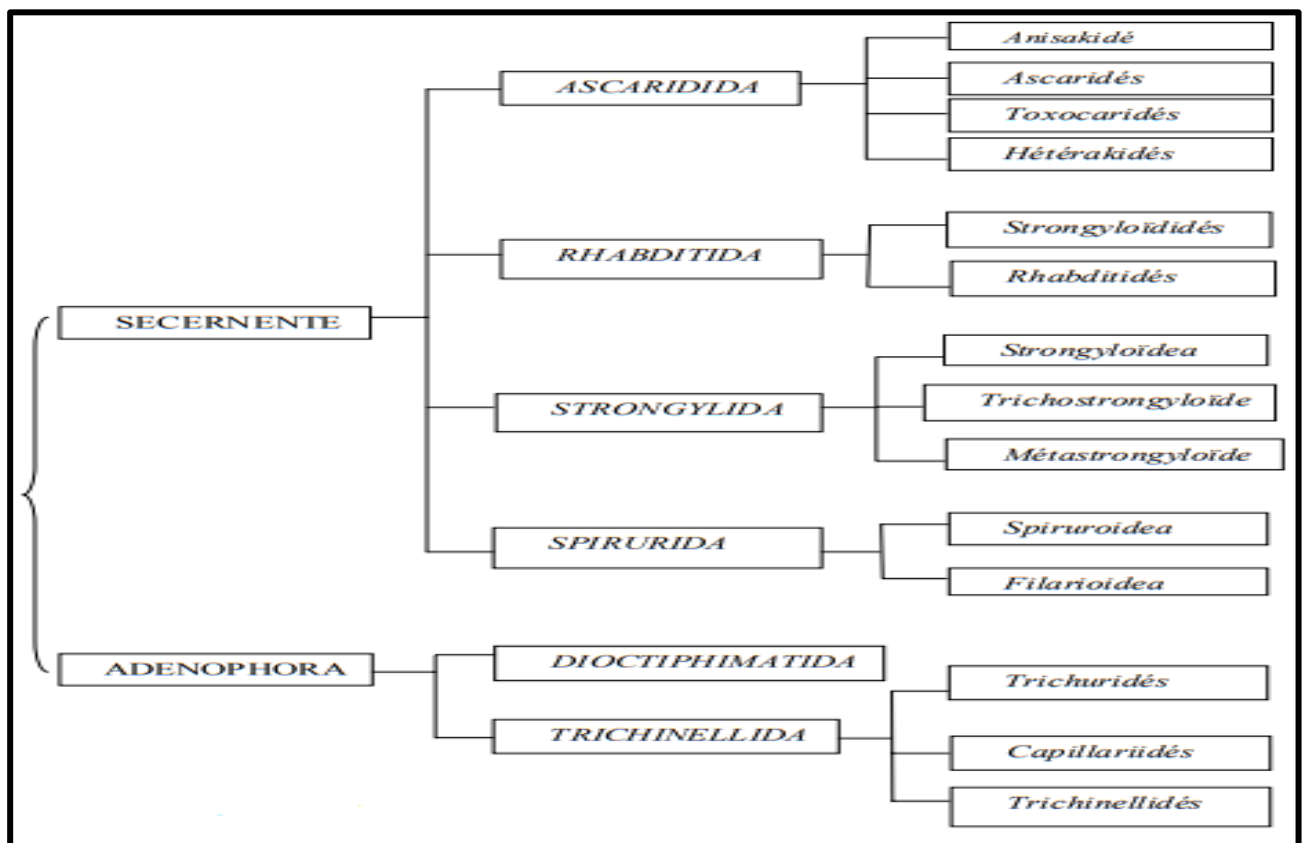 SECERNENTE
ASCARIDIDA
Anisakidé
Ascaridés
Toxocaridés
Hétérakidés
RHABDITIDA
Strongyloïdidés
Rhabditidés
STRONGYLIDA
Strongyloïdea
Trichostrongyloïde
Métastrongyloïde
SPIRURIDA
Spiruroidea
Filarioidea
ADENOPHORA
DIOCTIPHIMATIDA
TRICHINELLIDA
Trichuridés
Capillariidés
Trichinellidés